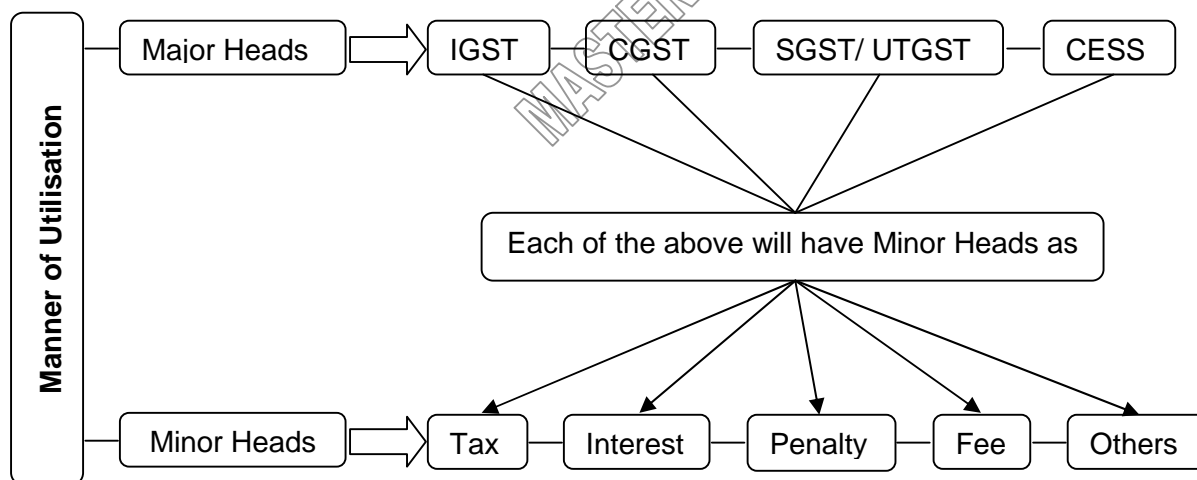 Manner of Utilisation
Major Heads
IGST
CGST
SGST/ UTGST
CESS
Each of the above will have Minor Heads as
Minor Heads
Tax
Interest
Penalty
Fee
Others